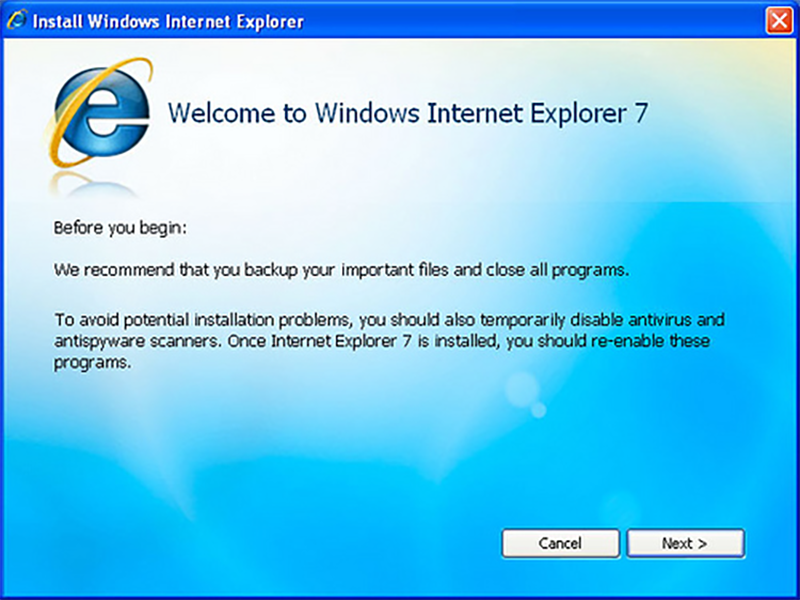 Install Windows Internet Explorer
Welcome to Windows Internet Explorer 7
Before you begin:
We recommend that you backup your important files and close all programs.
To avoid potential installation problems, you should also temporarily disable antivirus and
antispyware scanners. Once Internet Explorer 7 is installed, you should re-enable these
programs.
Cancel
Next >